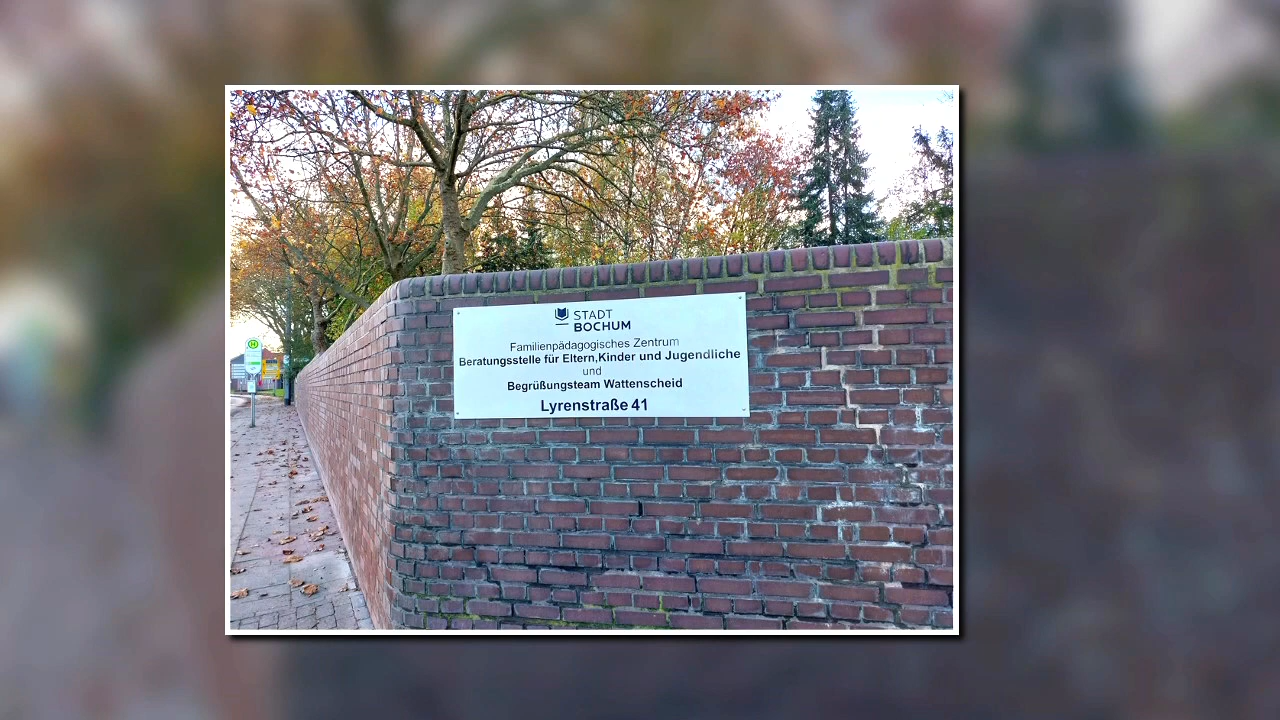 STADT
BOCHUM
Familienpädagogisches Zentrum
Beratungsstelle für Eltern,Kinder und Jugendliche
und
Begrüßungsteam Wattenscheid
Lyrenstraße 41
H